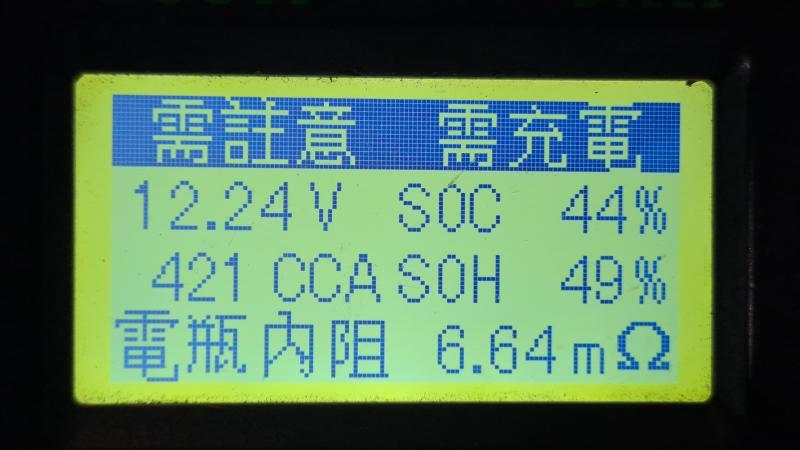 需註意 需充電
12.24V SOC 44%
421 CCA SOH 49%
電瓶內阻 6.64mΩ